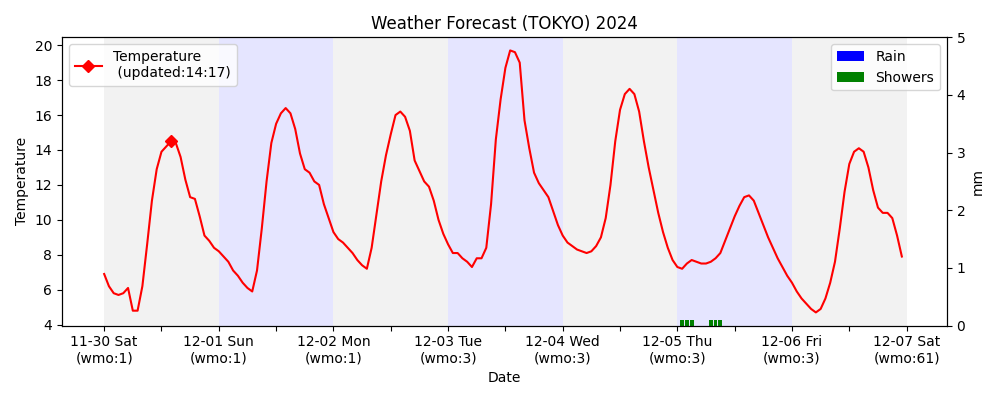 Weather Forecast (TOKYO) 2024
Temperature
(updated:14:17)
Rain
Showers
20
18
16
14
12
10
8
6
4
Temperature
5
4
3
2
1
0
mm
11-30 Sat 12-01 Sun 12-02 Mon 12-03 Tue 12-04 Wed 12-05 Thu 12-06 Fri 12-07 Sat
(wmo:1) (wmo:1) (wmo:1) (wmo:3) (wmo:3) (wmo:3) (wmo:3) (wmo:61)
Date